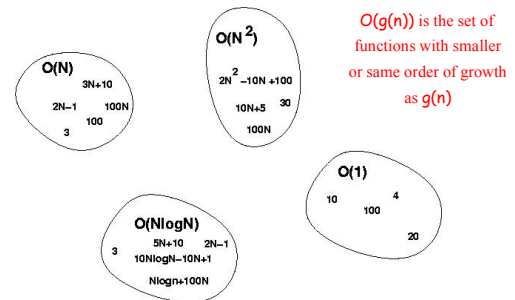 O(N)
3N+10
2N−1
100N
100
3
O(N²)
2N² −10N +100
10N+5
30
100N
O(g(n)) is the set of
functions with smaller
or same order of growth
as g(n)
O(NlogN)
5N+10
2N−1
3
10NlogN−10N+1
Nlogn+100N
O(1)
10
4
100
20